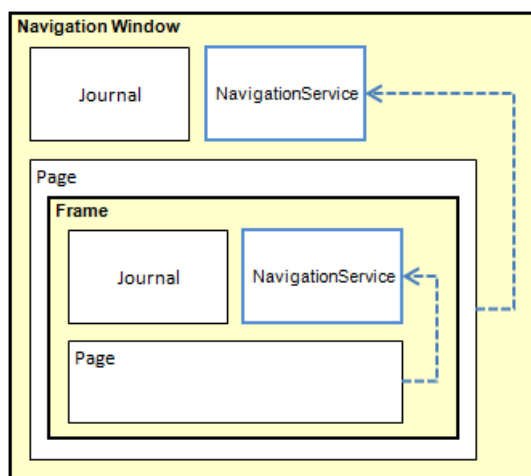 Navigation Window
Journal
NavigationService
Page
Frame
Journal
NavigationService
Page